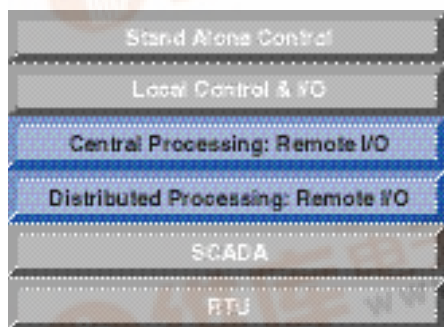 Stand Alone Control
Local Control & I/O
Central Processing: Remote I/O
Distributed Processing: Remote I/O
SCADA
RTU